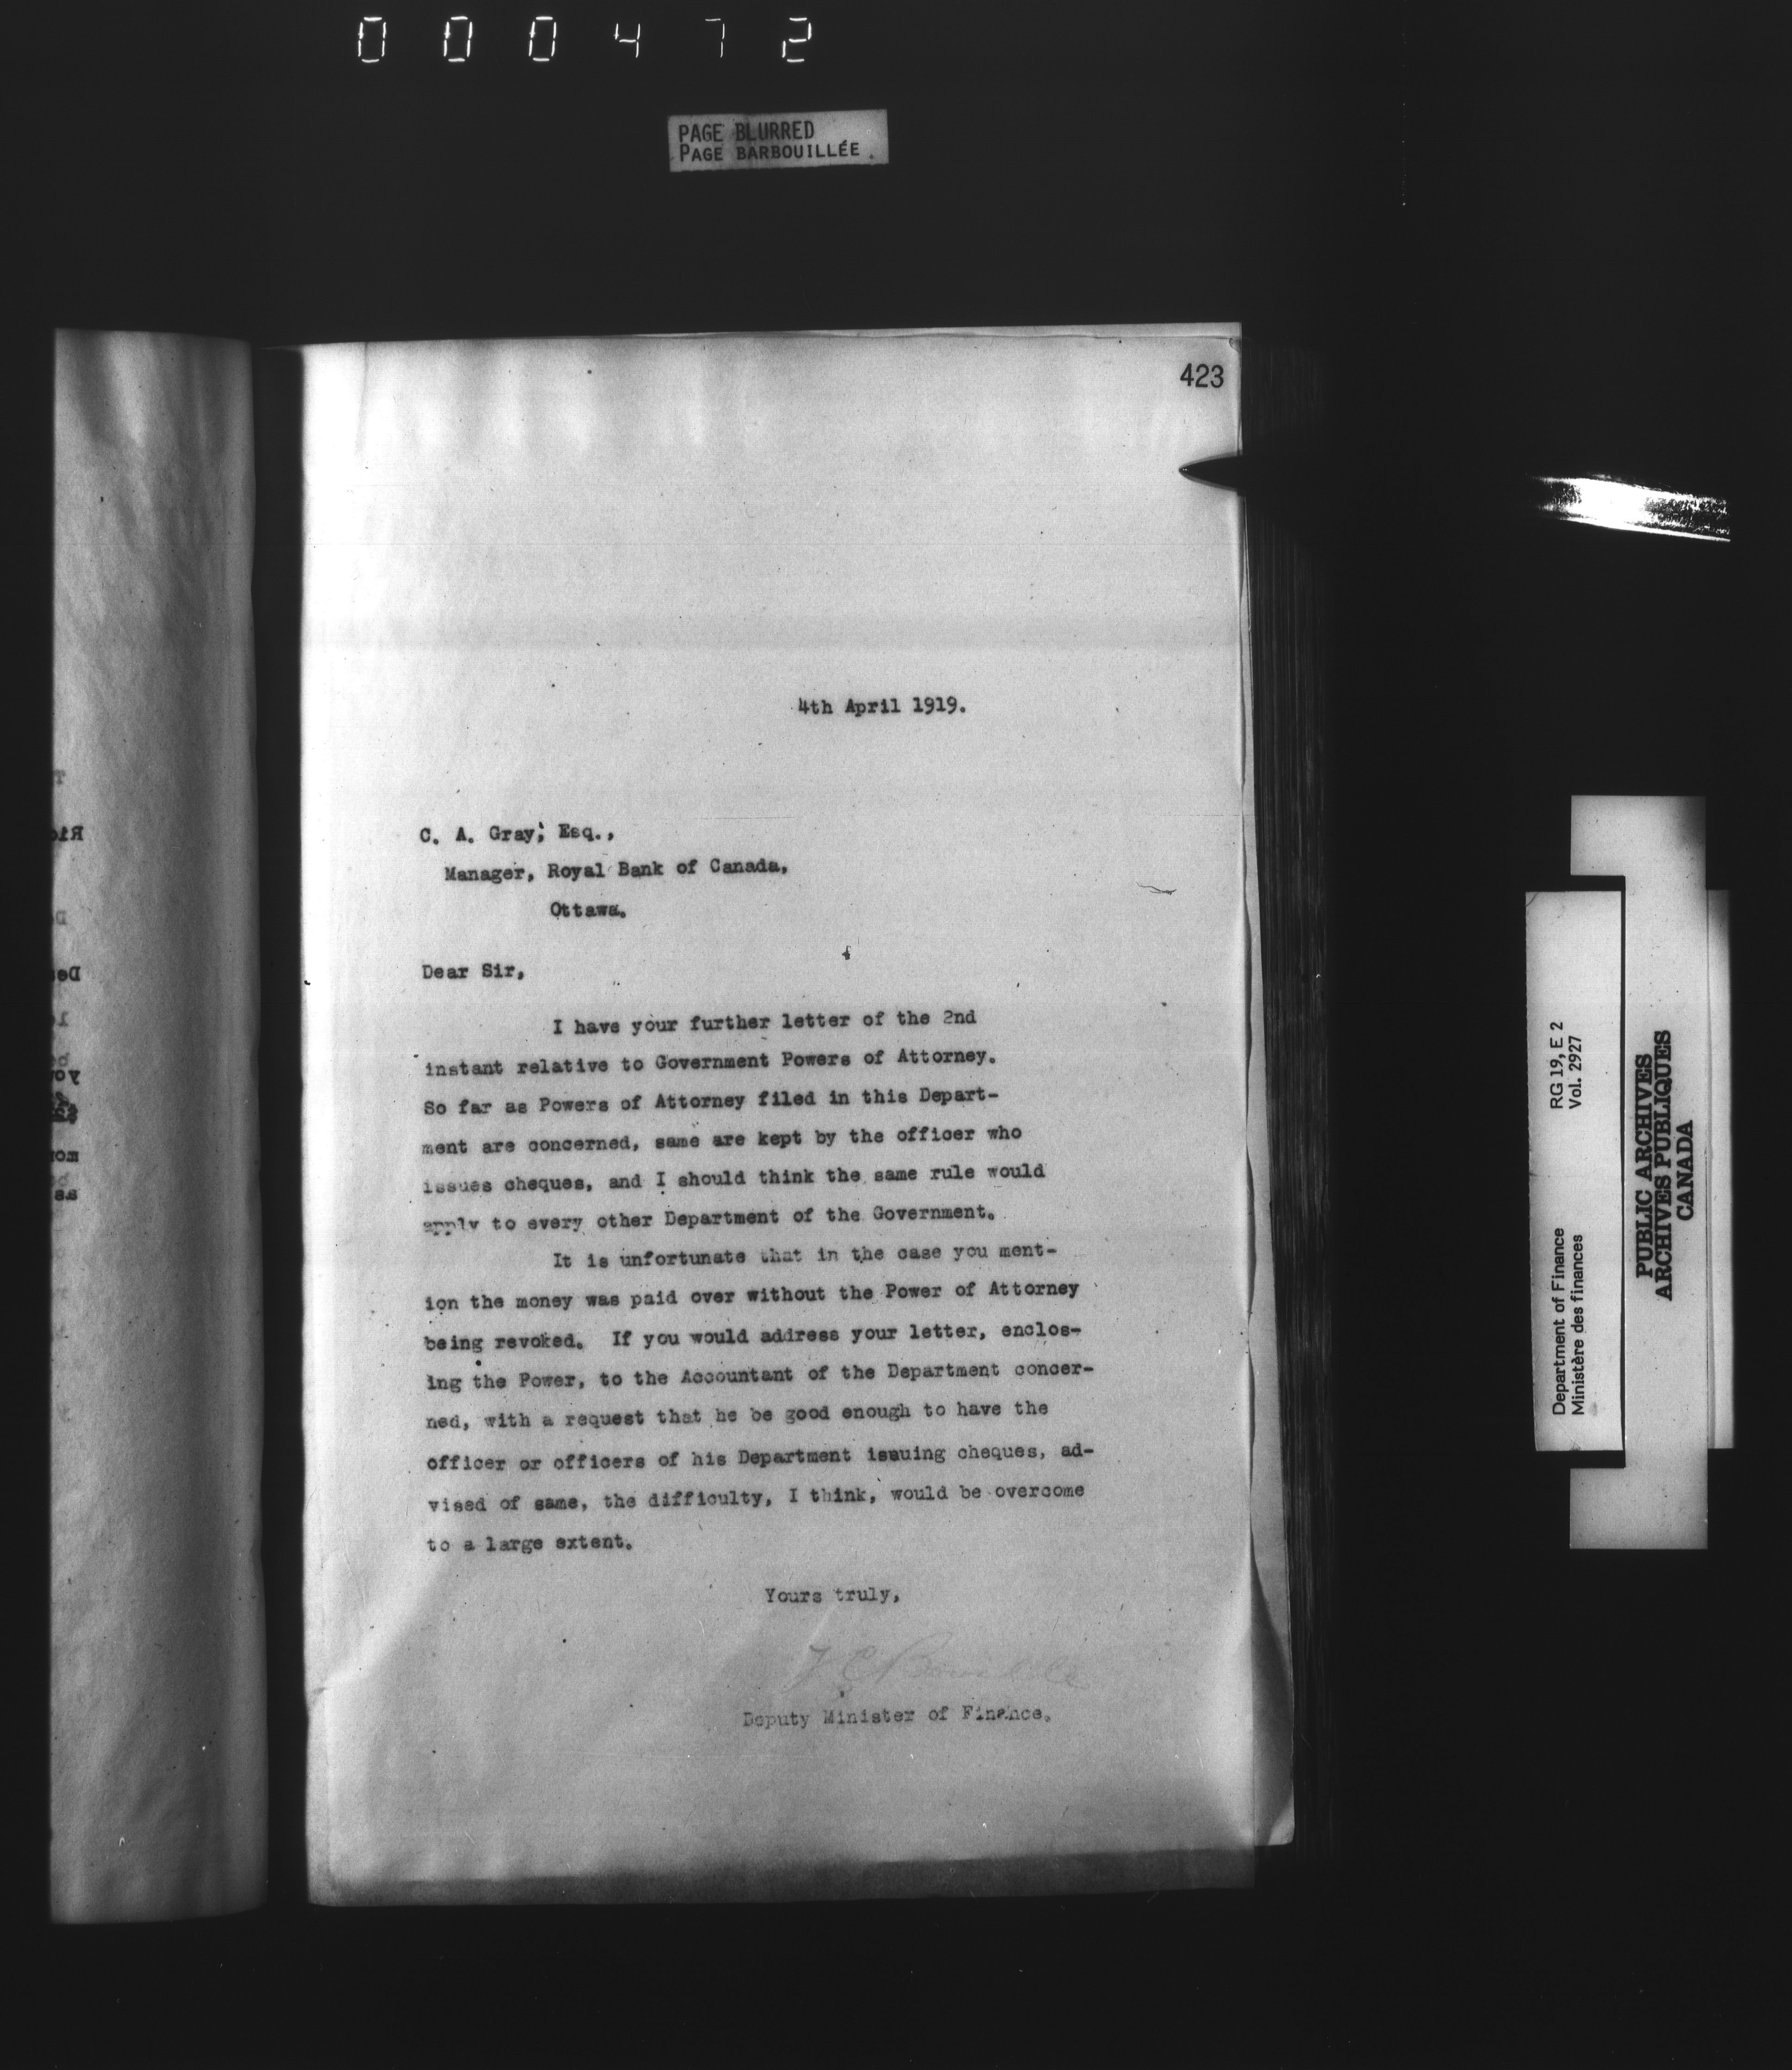 000472
PAGE BLURRED
PAGE BARBOUILLÉE
423
4th April 1919.
C. A. Gray, Esq.,
Manager, Royal Bank of Canada,
Ottawa.
Dear Sir,
I have your further letter of the 2nd
instant relative to Government Powers of Attorney.
So far as Powers of Attorney filed in this Depart-
ment are concerned, same are kept by the officer who
issues cheques, and I should think the same rule would
apply to every other Department of the Government.
It is unfortunate that in the case you ment-
ion the money was paid over without the Power of Attorney
being revoked. If you would address your letter, enclos-
ing the Power, to the Accountant of the Department concer-
ned, with a request that he be good enough to have the
officer or officers of his Department issuing cheques, ad-
vised of same, the difficulty, I think, would be overcome
to a large extent.
Yours truly,
Deputy Minister of Finance.
Department of Finance RG 19, E 2
Ministère des finances Vol. 2927
PUBLIC ARCHIVES
ARCHIVES PUBLIQUES
CANADA